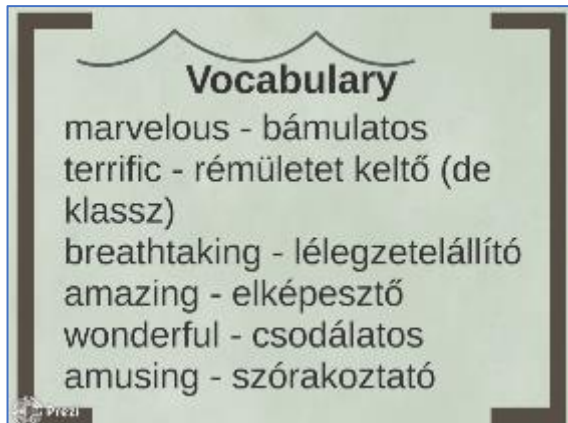 Vocabulary
marvelous - bámulatos
terrific - rémületet keltő (de
klassz)
breathtaking - lélegzetelállító
amazing - elképesztő
wonderful - csodálatos
amusing - szórakoztató
Prezi